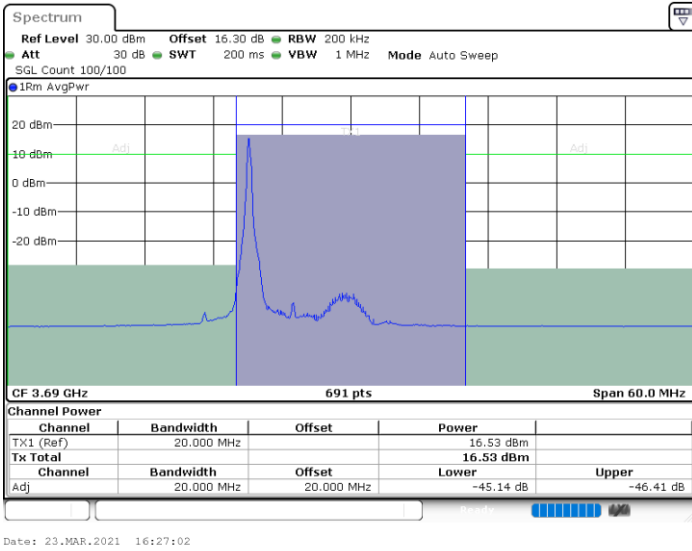 Spectrum
Ref Level 30.00 dBm Offset 16.30 dB RBW 200 kHz
Att 30 dB SWT 200 ms VBW 1 MHz Mode Auto Sweep
SGL Count 100/100
1Rm AvgPwr
20 dBm
TX1
Adj Adj
10 dBm
0 dBm
-10 dBm
-20 dBm
CF 3.69 GHz 691 pts Span 60.0 MHz
Channel Power
Channel Bandwidth Offset Power
TX1 (Ref) 20.000 MHz 16.53 dBm
Tx Total 16.53 dBm
Channel Bandwidth Offset Lower Upper
Adj 20.000 MHz 20.000 MHz -45.14 dB -46.41 dB
Ready
Date: 23.MAR.2021 16:27:02